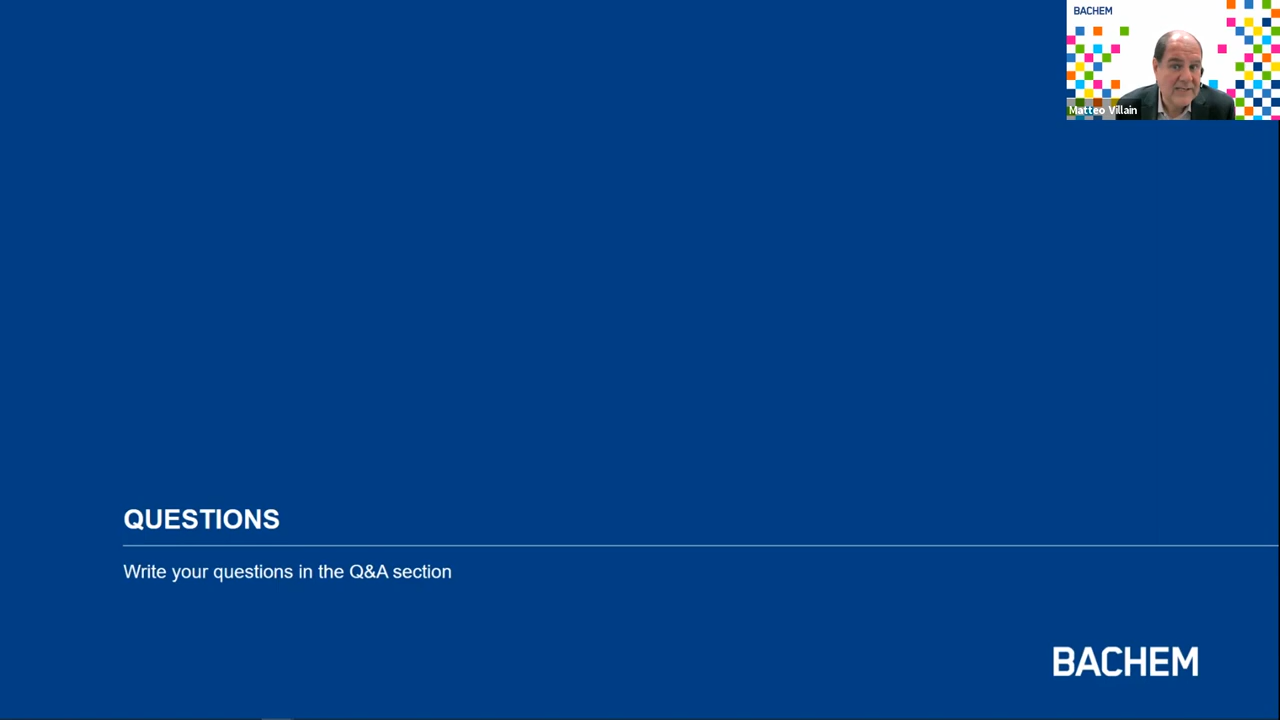 BACHEM
Matteo Villain
QUESTIONS
Write your questions in the Q&A section
BACHEM